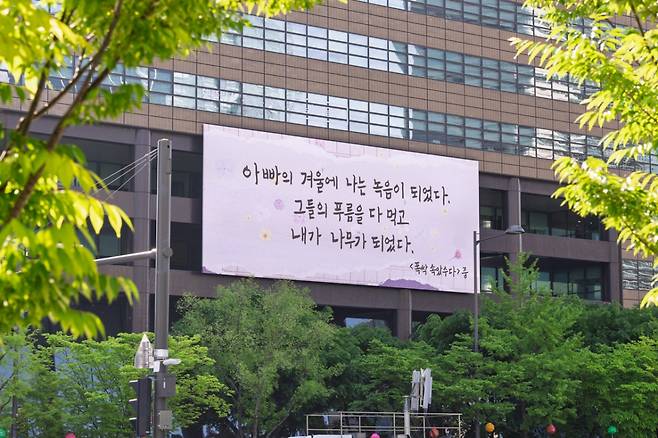 아빠의 겨울에 나는 녹음이 되었다.
그들의 푸름을 다 먹고
내가 나무가 되었다.
<폭싹 속았수다> 중